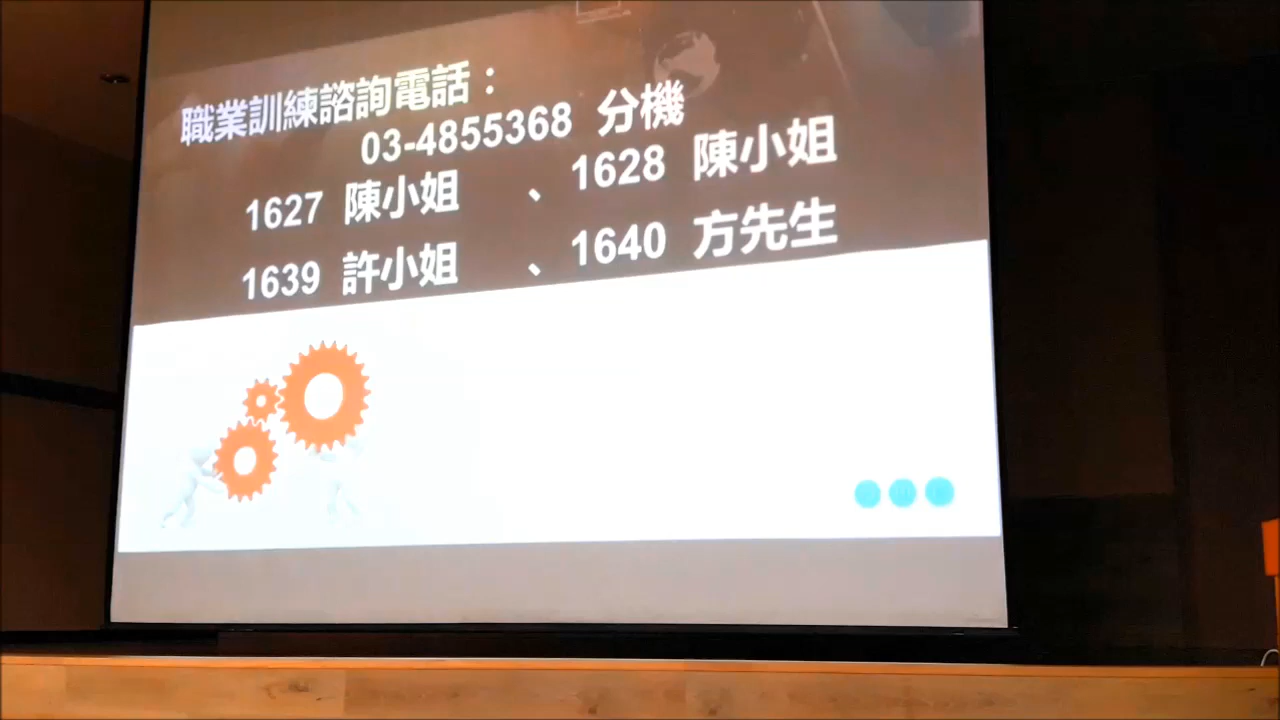 職業訓練諮詢電話：
03-4855368 分機
1627 陳小姐 、1628 陳小姐
1639 許小姐 、1640 方先生